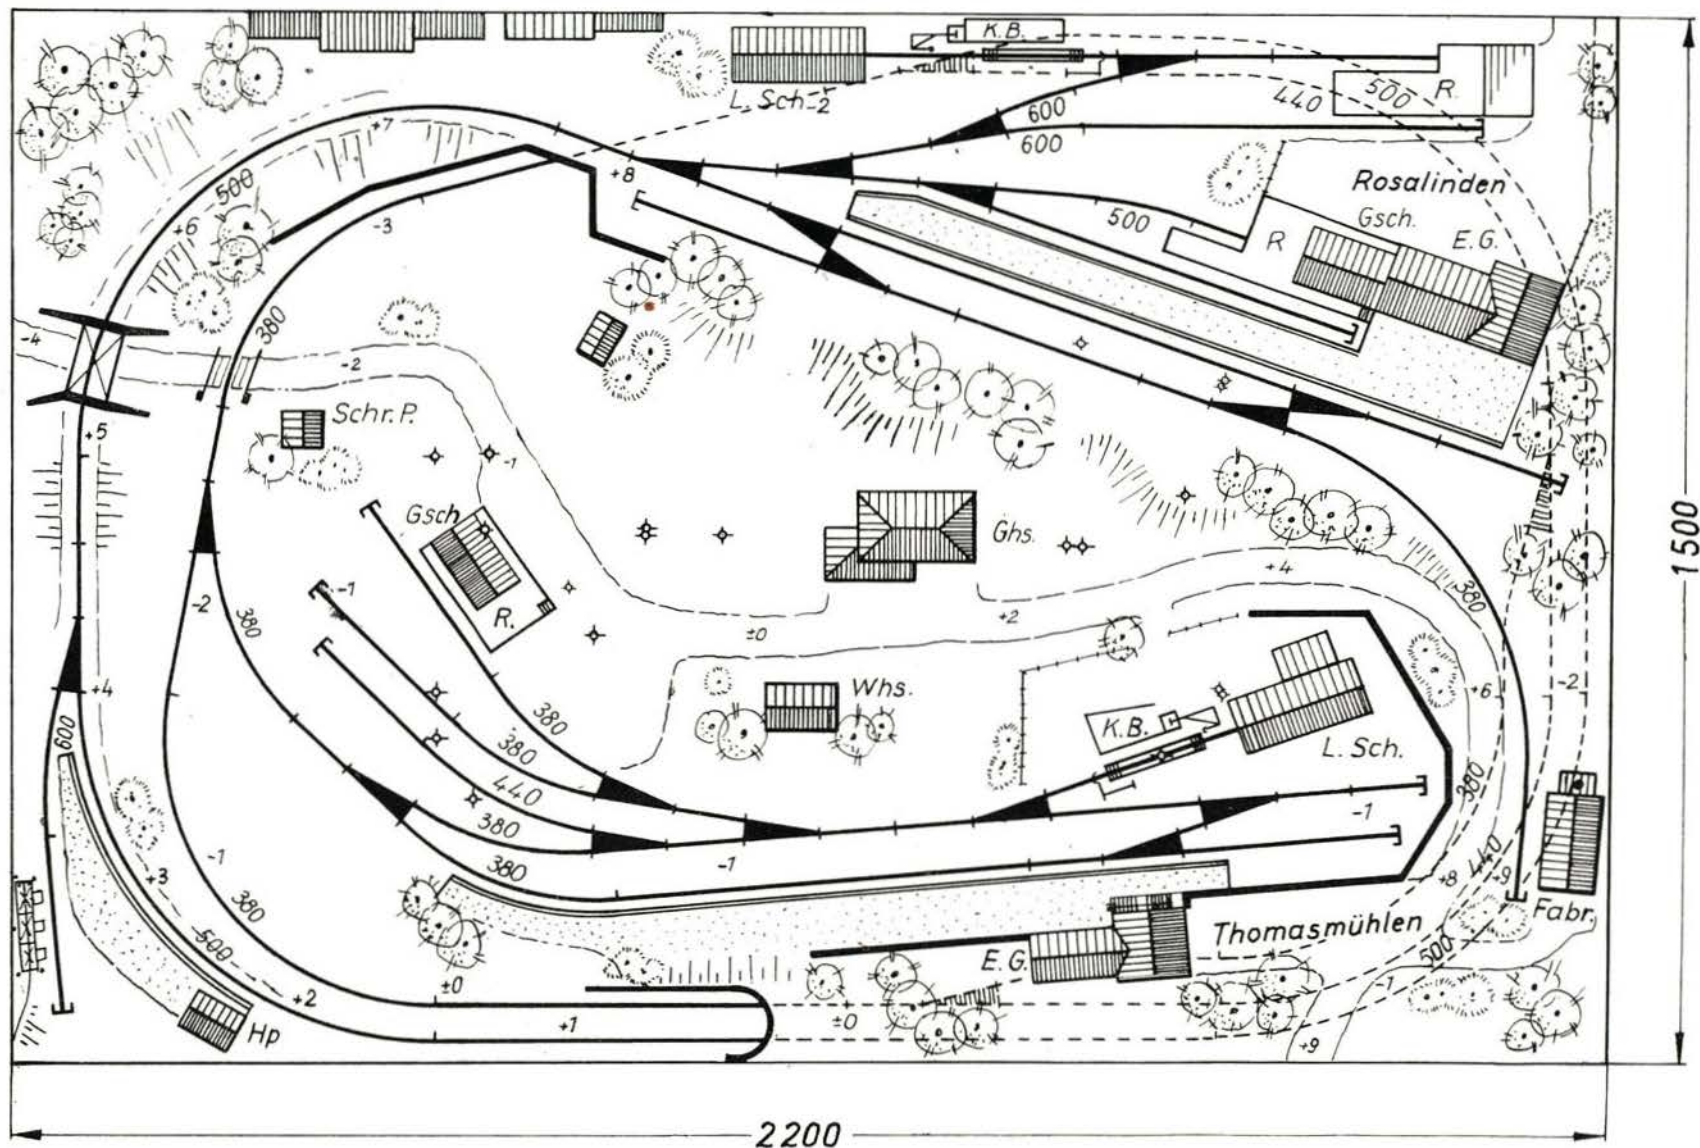 K.B.
L. Sch-2
600
440
500
R.
+7
600
500
+8
Rosalinden
+6
-3
500
R
Gsch.
E.G.
380
-4
-2
Schr. P.
+5
-1
Gsch
Ghs.
+4
1500
-1
R.
-2
380
±0
+2
380
+4
Whs.
+6
-2
K.B.
380
380
L. Sch.
600
440
380
380
-1
-1
380
-1
+3
380
440
+8
+9
Fabr.
500
Thomasmühlen
500
E.G.
±0
-1
+2
+1
±0
Hp
+9
2200